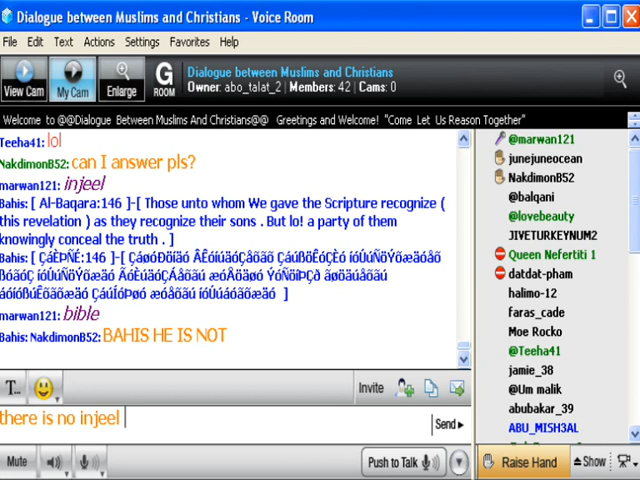 Dialogue between Muslims and Christians - Voice Room
File Edit Text Actions Settings Favorites Help
View Cam
My Cam
Enlarge
G
ROOM
Dialogue between Muslims and Christians
Owner: abo_talat_2 | Members: 42 | Cams: 0
Welcome to @@Dialogue Between Muslims And Christians@@ Greetings and Welcome! "Come Let Us Reason Together"
Teeha41: lol
NakdimonB52: can I answer pls?
marwan121: injeel
Bahis: [ Al-Baqara:146 ]-[ Those unto whom We gave the Scripture recognize (
this revelation ) as they recognize their sons . But lo! a party of them
knowingly conceal the truth . ]
marwan121: bible
Bahis: NakdimonB52: BAHIS HE IS NOT
@marwan121
junejuneocean
NakdimonB52
@balqani
@lovebeauty
JIVETURKEYNUM2
Queen Nefertiti 1
datdat-pham
halimo-12
faras_cade
Moe Rocko
@Teeha41
jamie_38
@Um malik
abubakar_39
ABU_MISH3AL
T...
Invite
there is no injeel
Send
Mute
Push to Talk
Raise Hand
Show